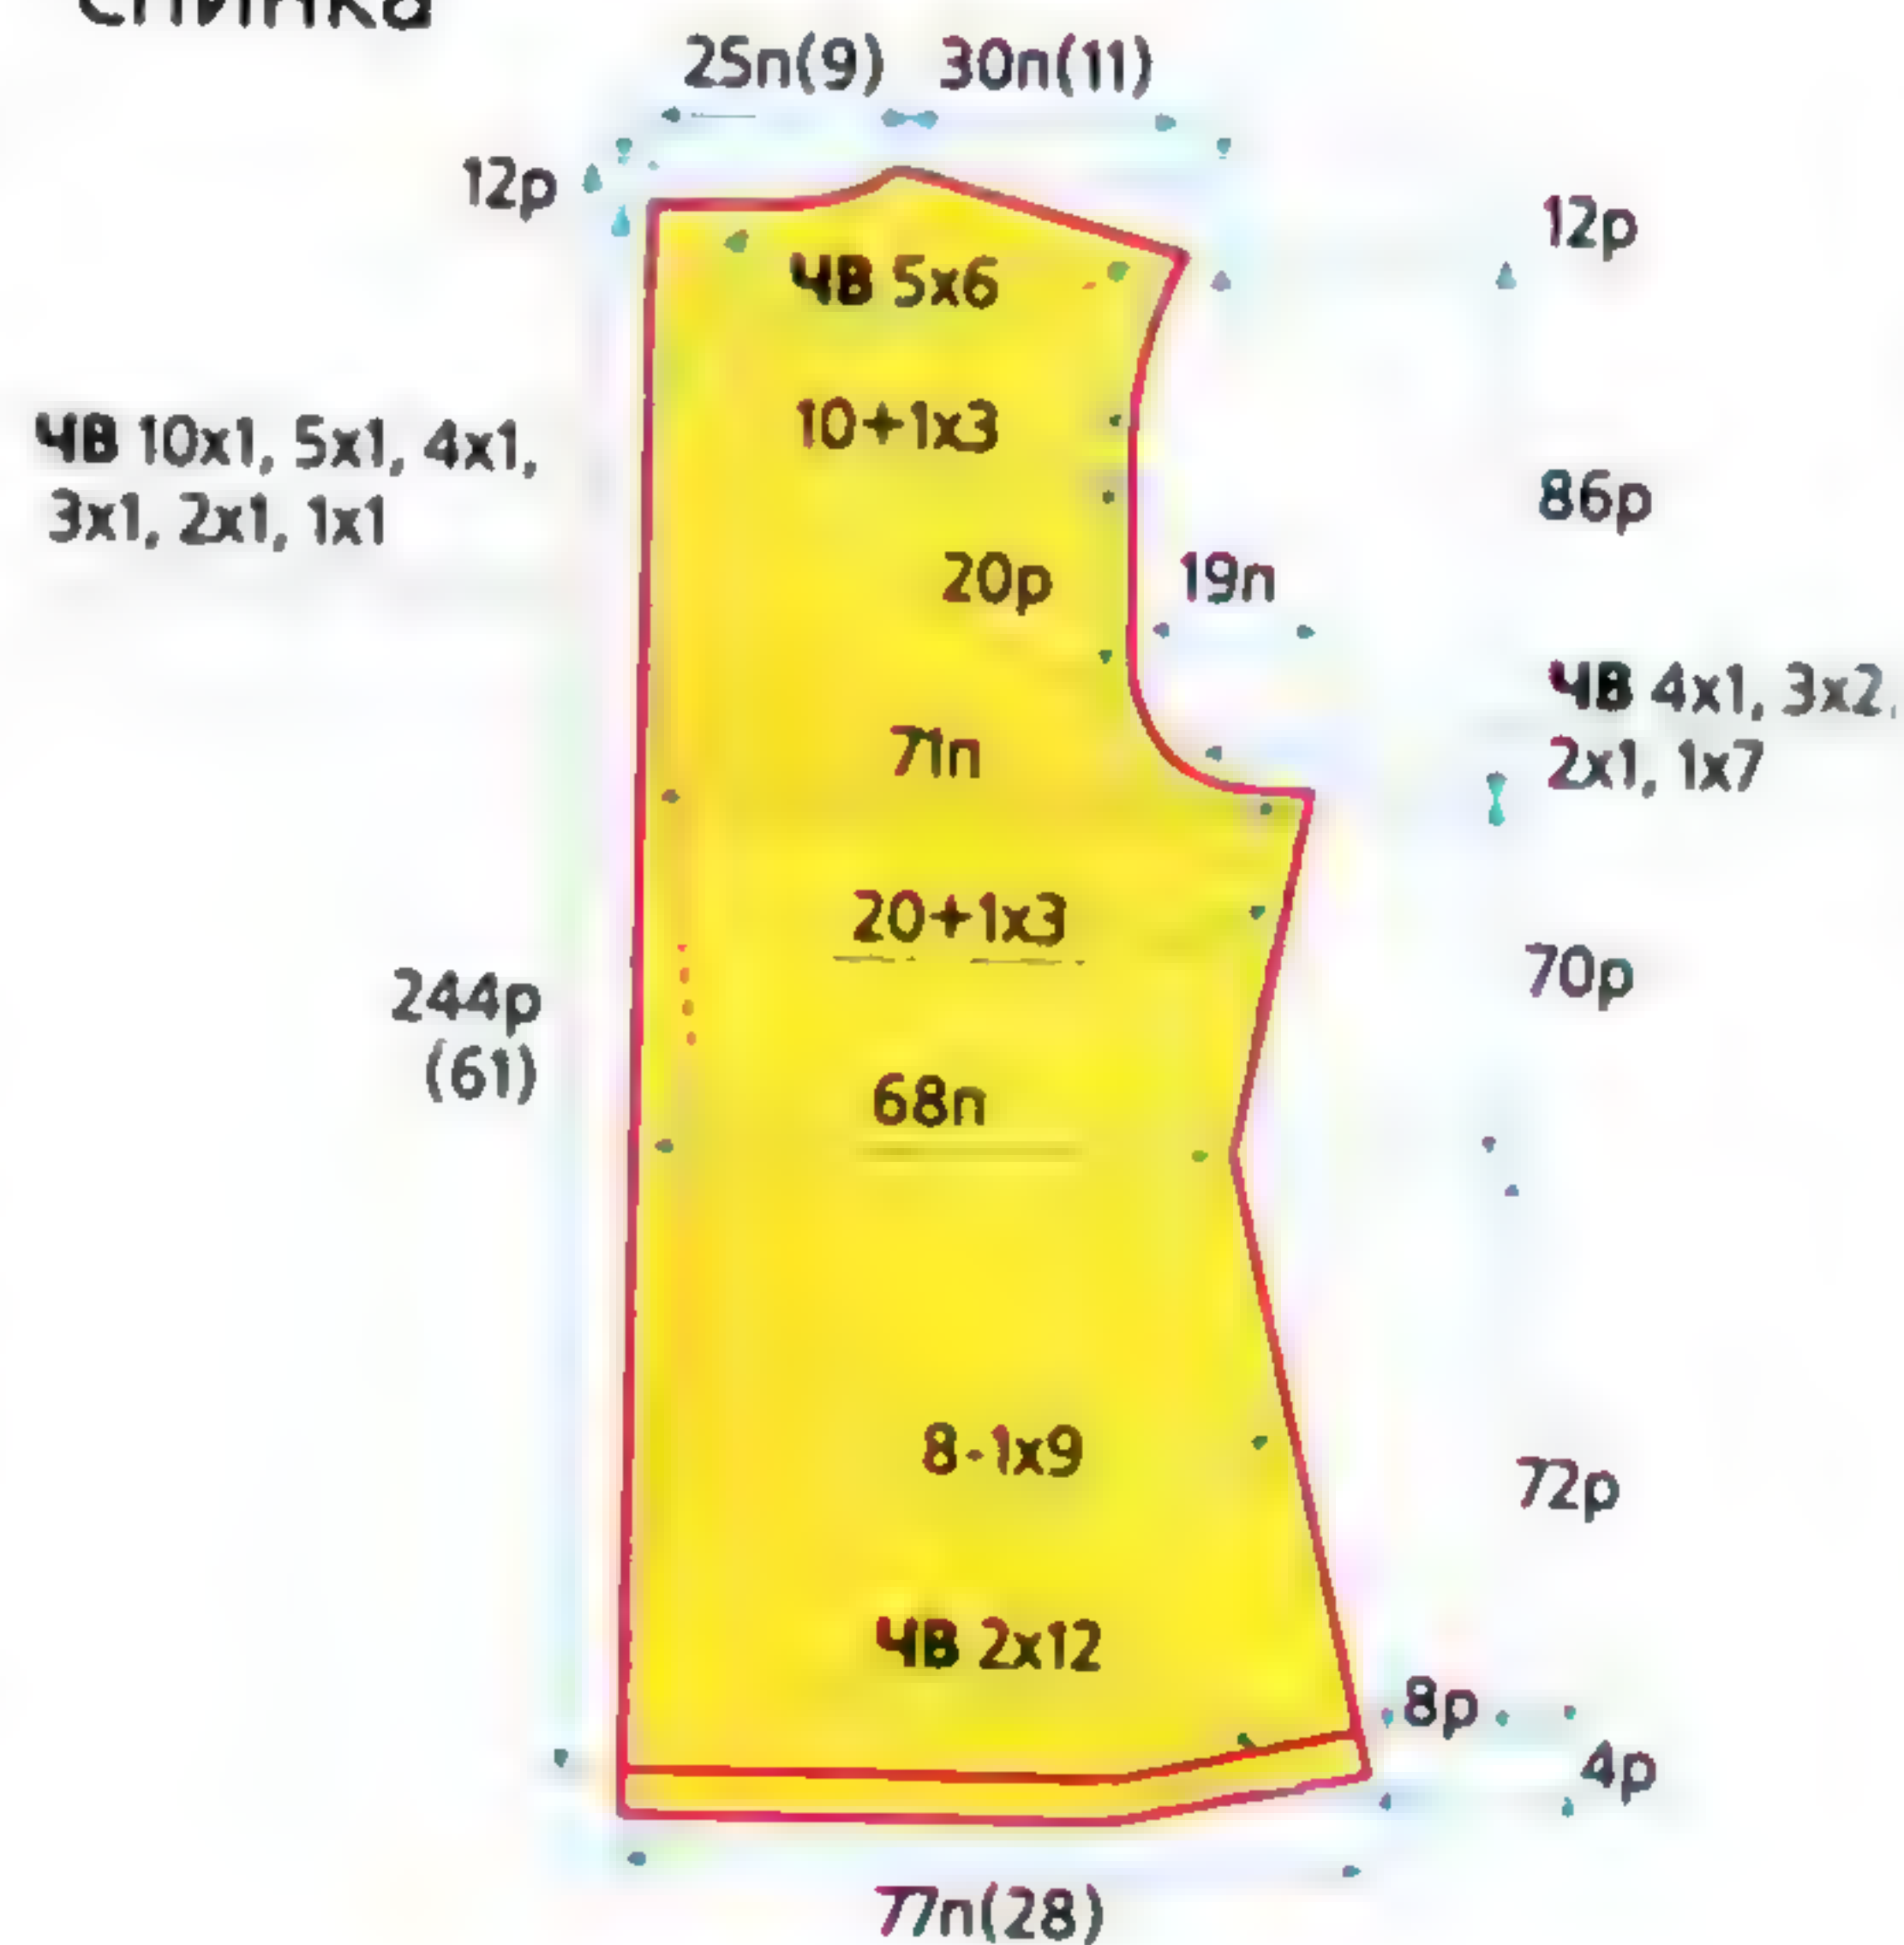 спинка
25п(9) 30п(11)
12р
12р
ЧВ 5х6
10+1х3
ЧВ 10х1, 5х1, 4х1,
3х1, 2х1, 1х1
86р
20р
19п
ЧВ 4х1, 3х2,
2х1, 1х7
71п
20+1х3
70р
244р
(61)
68п
8-1х9
72р
ЧВ 2х12
8р
4р
77п(28)